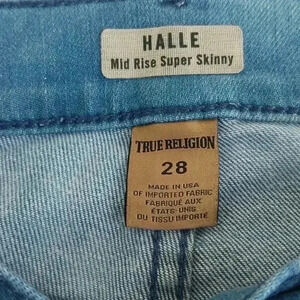 HALLE
Mid Rise Super Skinny
TRUE RELIGION
28
MADE IN USA
OF IMPORTED FABRIC
FABRIQUÉ AUX
ÉTATS-UNIS
DU TISSU IMPORTÉ